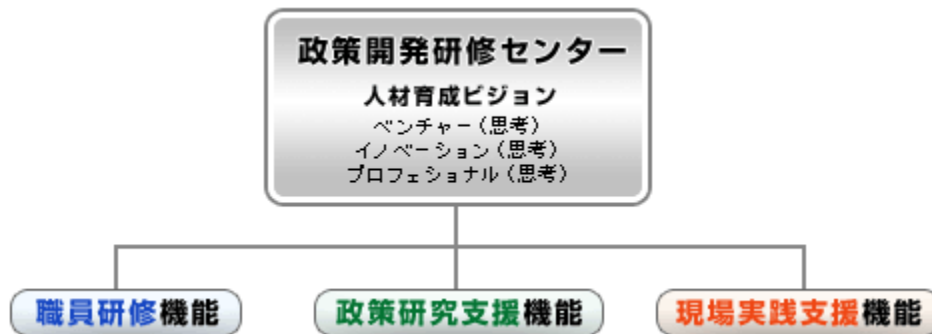 政策開発研修センター
人材育成ビジョン
ベンチャー（思考）
イノベーション（思考）
プロフェショナル（思考）
職員研修機能
政策研究支援機能
現場実践支援機能